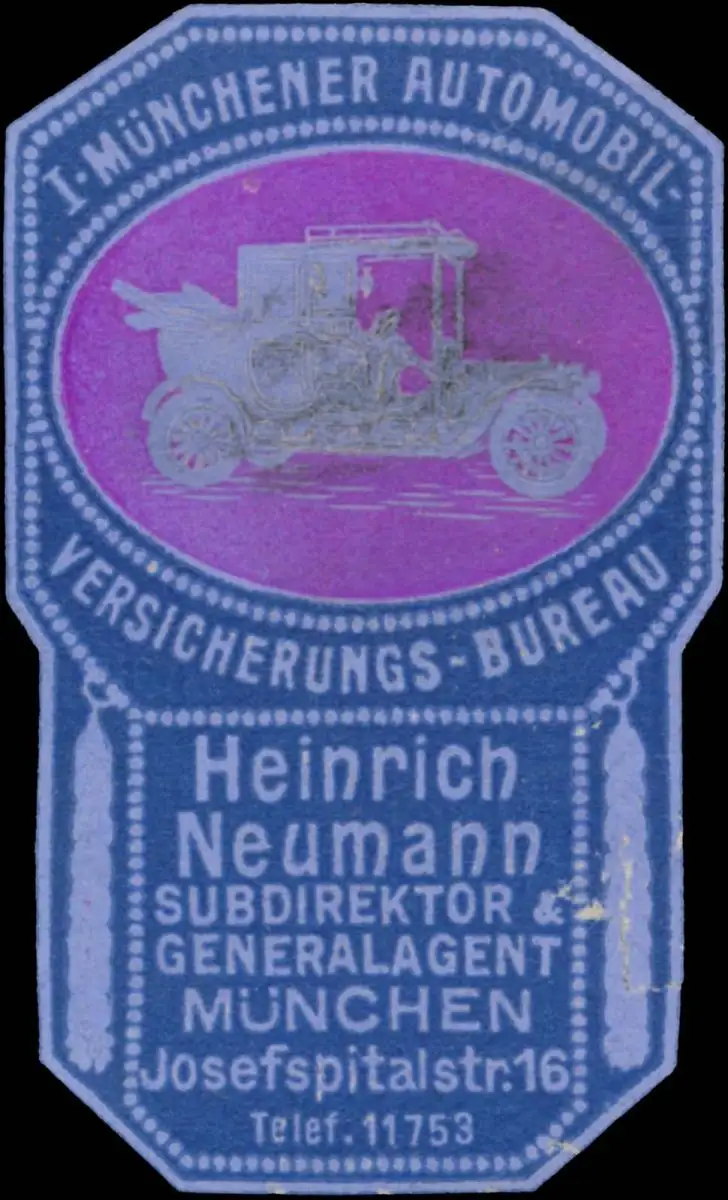 I. MÜNCHENER AUTOMOBIL-
VERSICHERUNGS-BUREAU
Heinrich
Neumann
SUBDIREKTOR &
GENERALAGENT
MÜNCHEN
Josefspitalstr.16
Telef. 11753